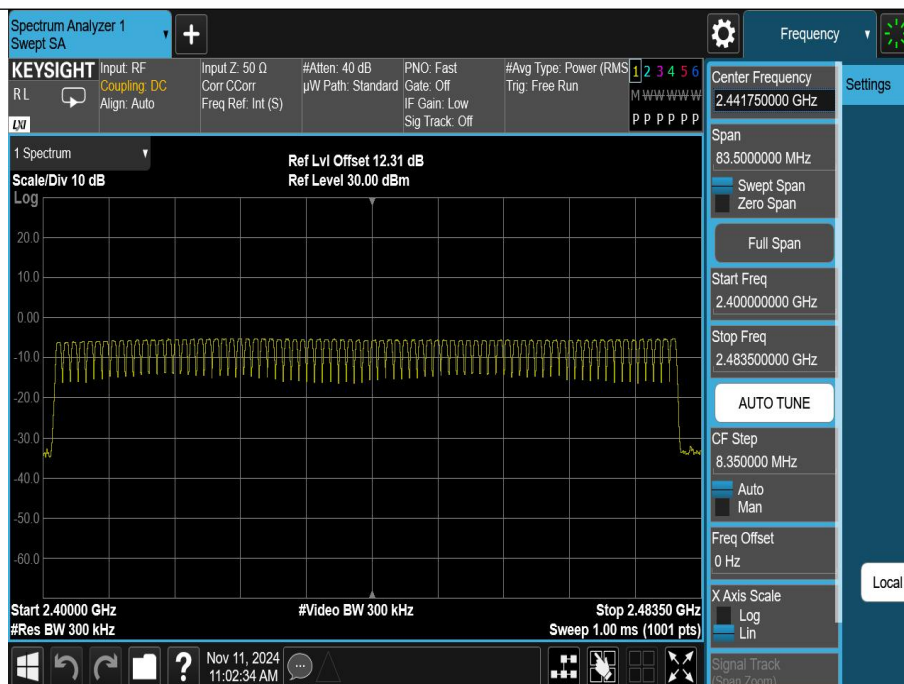 Spectrum Analyzer 1
Swept SA
+
Frequency
KEYSIGHT
R L
LXI
Input: RF
Coupling: DC
Align: Auto
Input Z: 50 Ω
Corr CCorr
Freq Ref: Int (S)
#Atten: 40 dB
µW Path: Standard
PNO: Fast
Gate: Off
IF Gain: Low
Sig Track: Off
#Avg Type: Power (RMS
Trig: Free Run
1 2 3 4 5 6
M W W W W W
P P P P P P
1 Spectrum
Scale/Div 10 dB
Log
Ref Lvl Offset 12.31 dB
Ref Level 30.00 dBm
20.0
10.0
0.00
-10.0
-20.0
-30.0
-40.0
-50.0
-60.0
Start 2.40000 GHz
#Res BW 300 kHz
#Video BW 300 kHz
Stop 2.48350 GHz
Sweep 1.00 ms (1001 pts)
?
Nov 11, 2024
11:02:34 AM
Center Frequency
2.441750000 GHz
Span
83.5000000 MHz
Swept Span
Zero Span
Full Span
Start Freq
2.400000000 GHz
Stop Freq
2.483500000 GHz
AUTO TUNE
CF Step
8.350000 MHz
Auto
Man
Freq Offset
0 Hz
X Axis Scale
Log
Lin
Signal Track
(Span Zoom)
Settings
Local